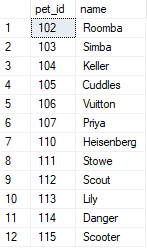 pet_id name
1 102 Roomba
2 103 Simba
3 104 Keller
4 105 Cuddles
5 106 Vuitton
6 107 Priya
7 110 Heisenberg
8 111 Stowe
9 112 Scout
10 113 Lily
11 114 Danger
12 115 Scooter